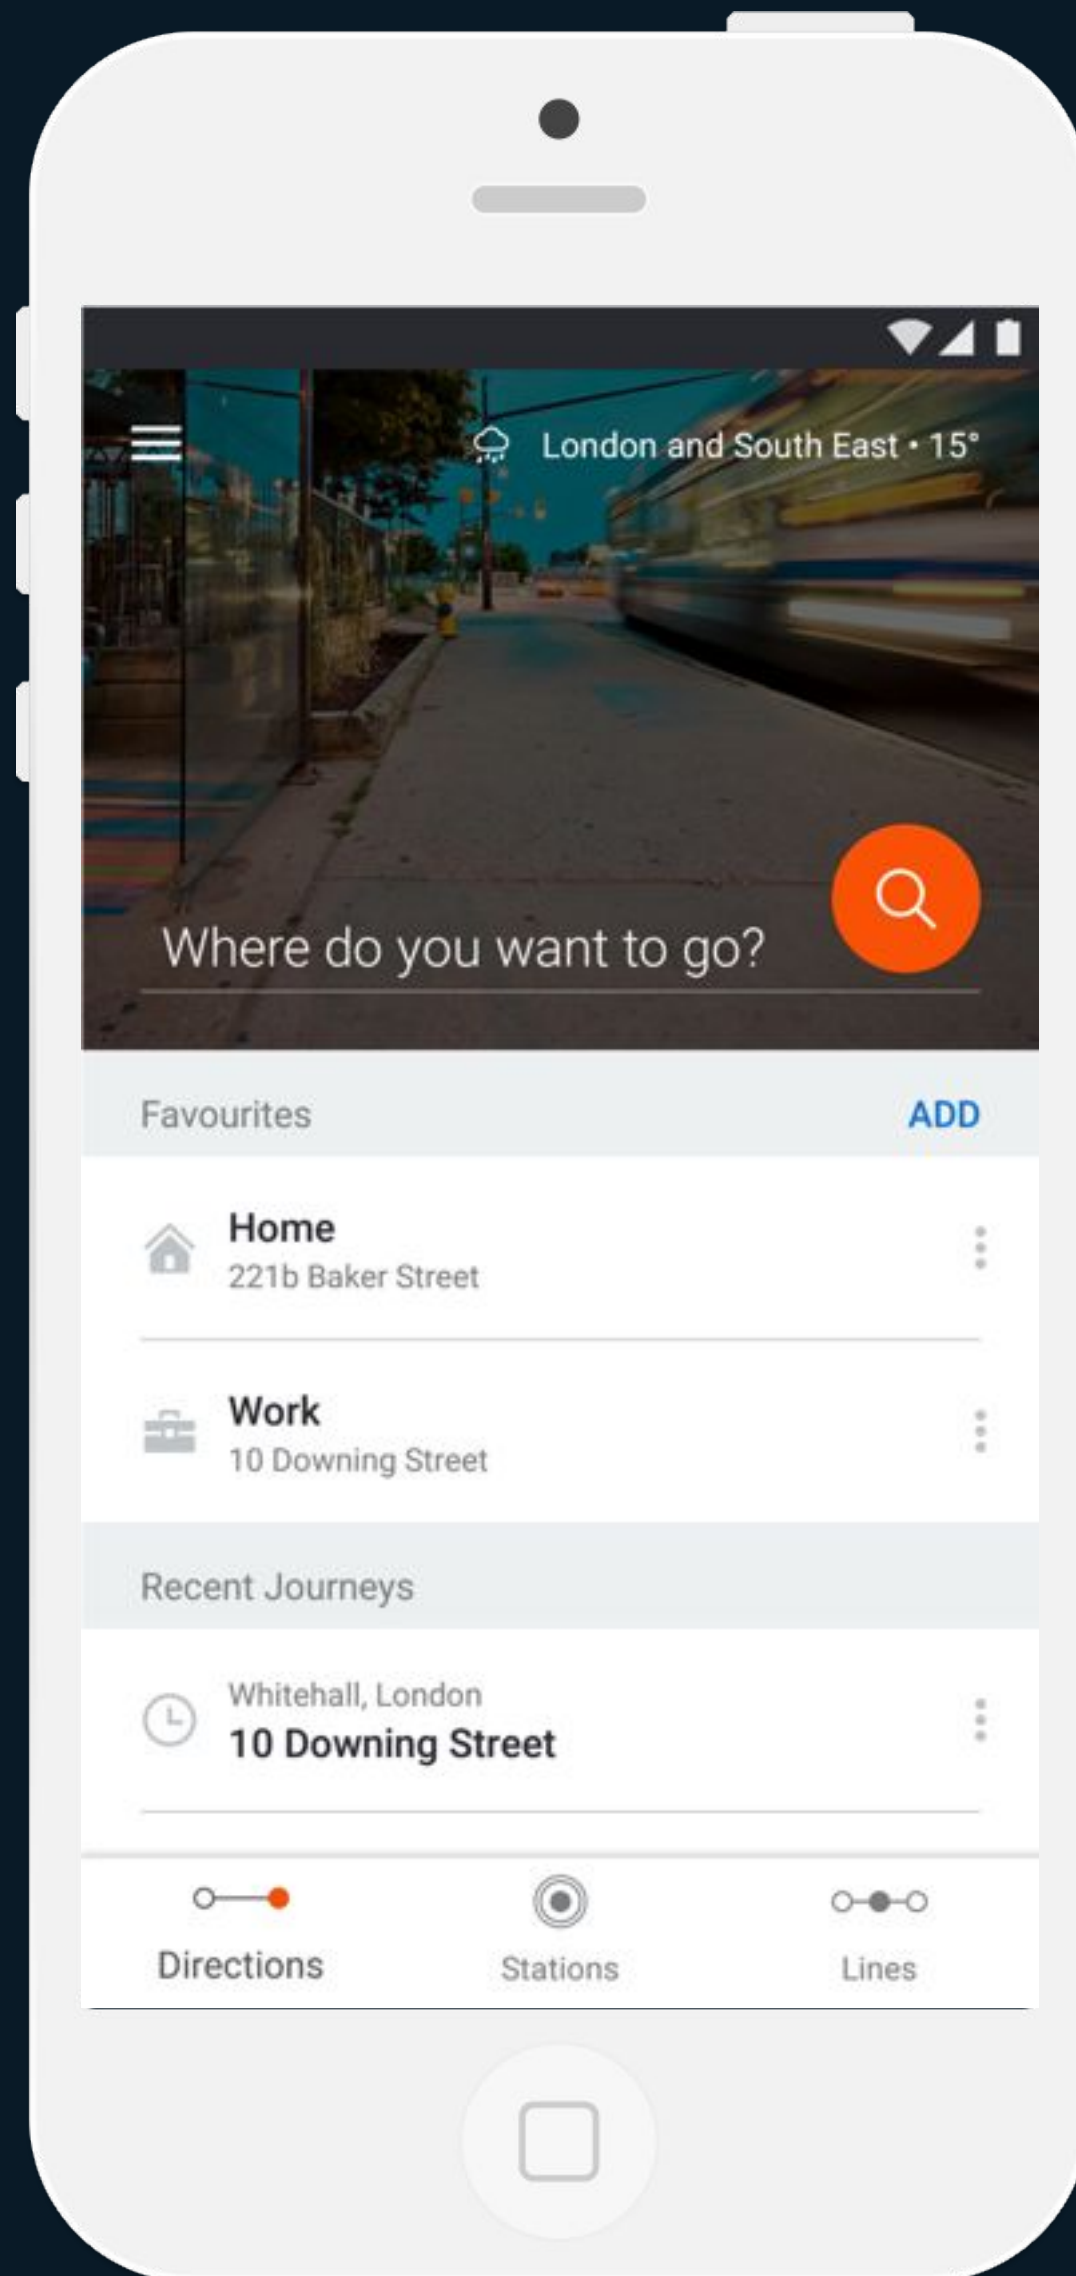 London and South East • 15°
Where do you want to go?
Favourites ADD
Home
221b Baker Street
Work
10 Downing Street
Recent Journeys
Whitehall, London
10 Downing Street
Directions Stations Lines